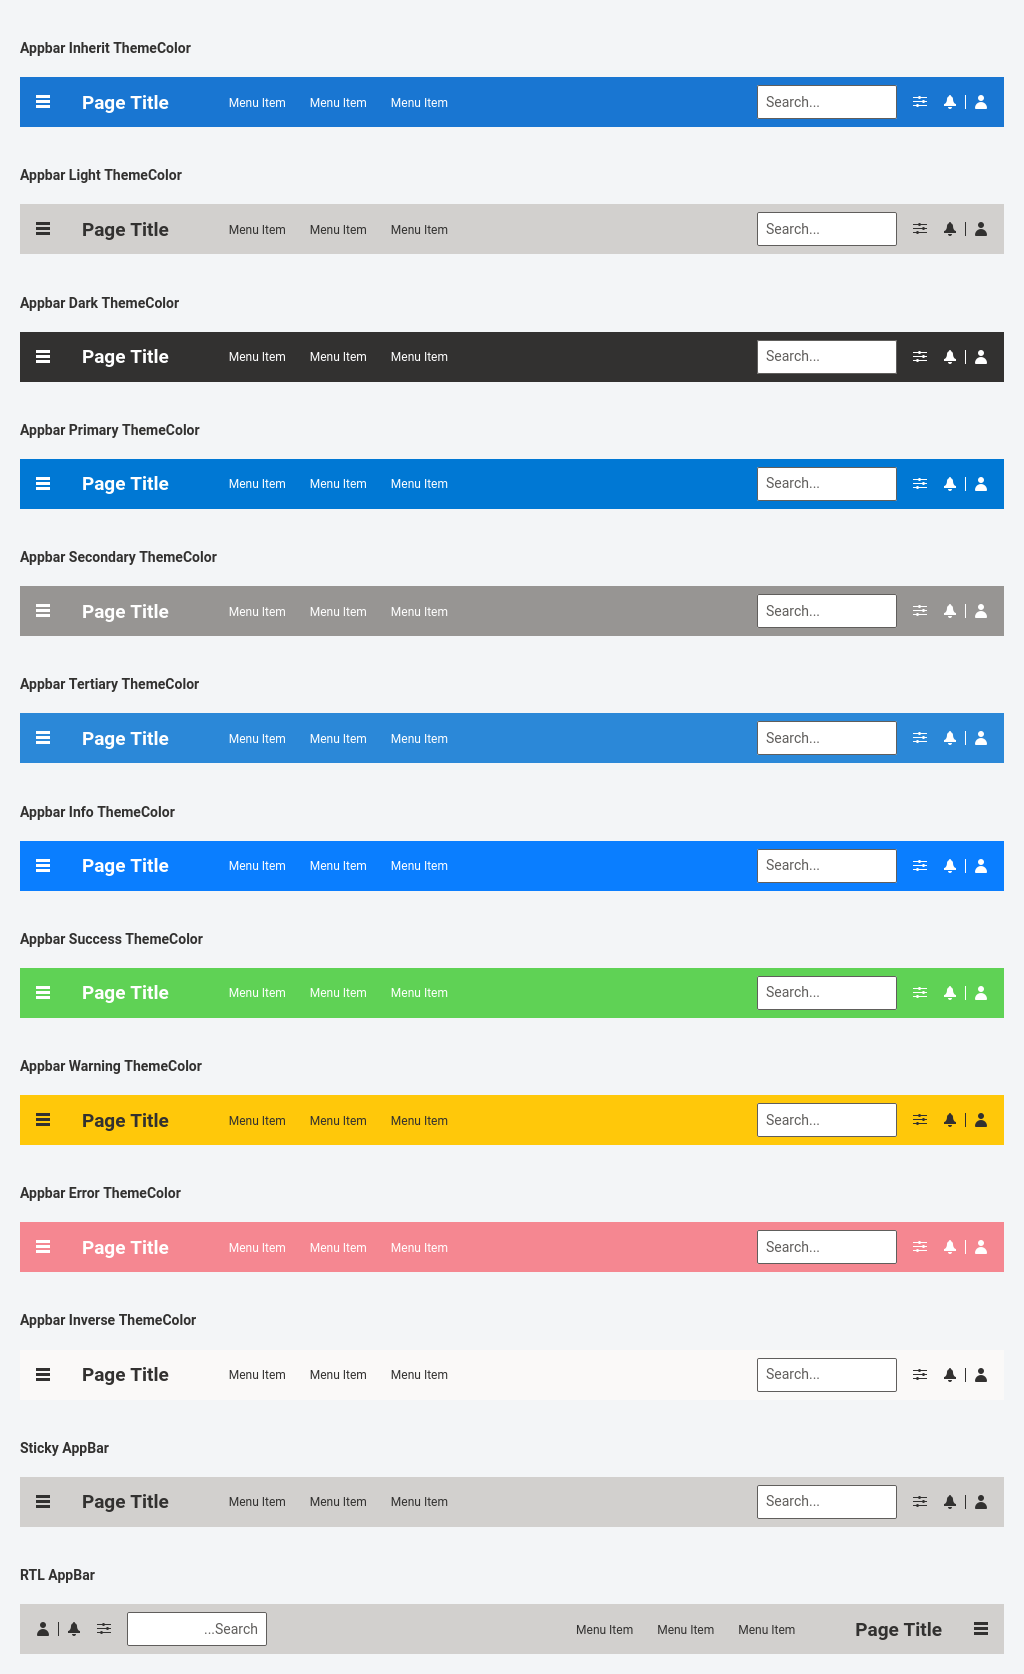 Appbar Inherit ThemeColor
Page Title Menu Item Menu Item Menu Item Search...
Appbar Light ThemeColor
Page Title Menu Item Menu Item Menu Item Search...
Appbar Dark ThemeColor
Page Title Menu Item Menu Item Menu Item Search...
Appbar Primary ThemeColor
Page Title Menu Item Menu Item Menu Item Search...
Appbar Secondary ThemeColor
Page Title Menu Item Menu Item Menu Item Search...
Appbar Tertiary ThemeColor
Page Title Menu Item Menu Item Menu Item Search...
Appbar Info ThemeColor
Page Title Menu Item Menu Item Menu Item Search...
Appbar Success ThemeColor
Page Title Menu Item Menu Item Menu Item Search...
Appbar Warning ThemeColor
Page Title Menu Item Menu Item Menu Item Search...
Appbar Error ThemeColor
Page Title Menu Item Menu Item Menu Item Search...
Appbar Inverse ThemeColor
Page Title Menu Item Menu Item Menu Item Search...
Sticky AppBar
Page Title Menu Item Menu Item Menu Item Search...
RTL AppBar
...Search Menu Item Menu Item Menu Item Page Title